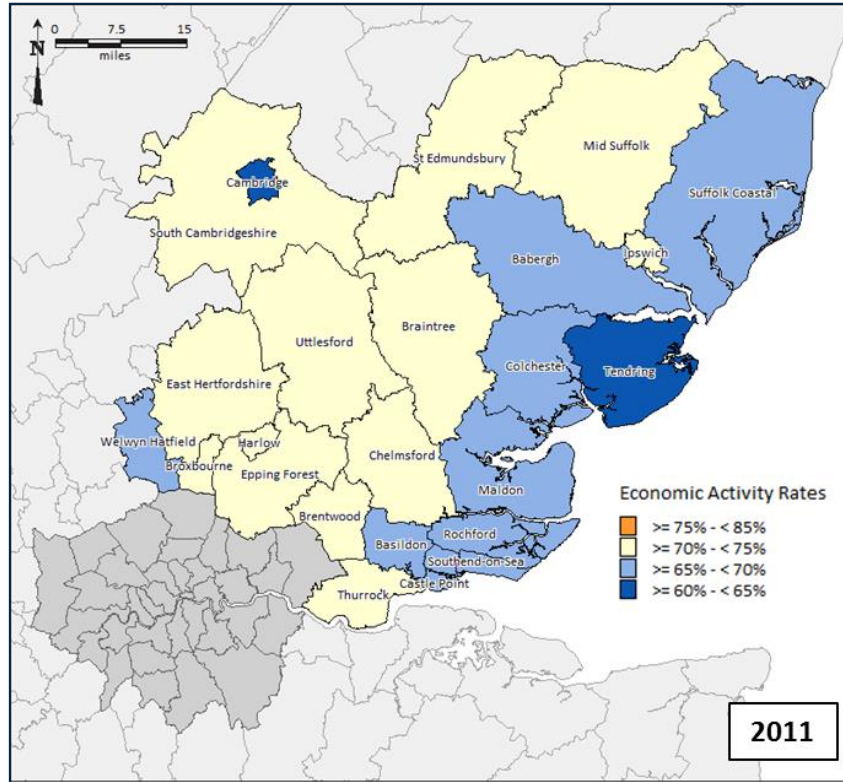 0 7.5 15
miles
N
St Edmundsbury
Mid Suffolk
Cambridge
Suffolk Coastal
South Cambridgeshire
Ipswich
Babergh
Uttlesford
Braintree
Colchester
Tendring
East Hertfordshire
Welwyn Hatfield
Harlow
Broxbourne
Epping Forest
Chelmsford
Maldon
Brentwood
Rochford
Basildon
Southend-on-Sea
Castle Point
Thurrock
Economic Activity Rates
>= 75% - < 85%
>= 70% - < 75%
>= 65% - < 70%
>= 60% - < 65%
2011